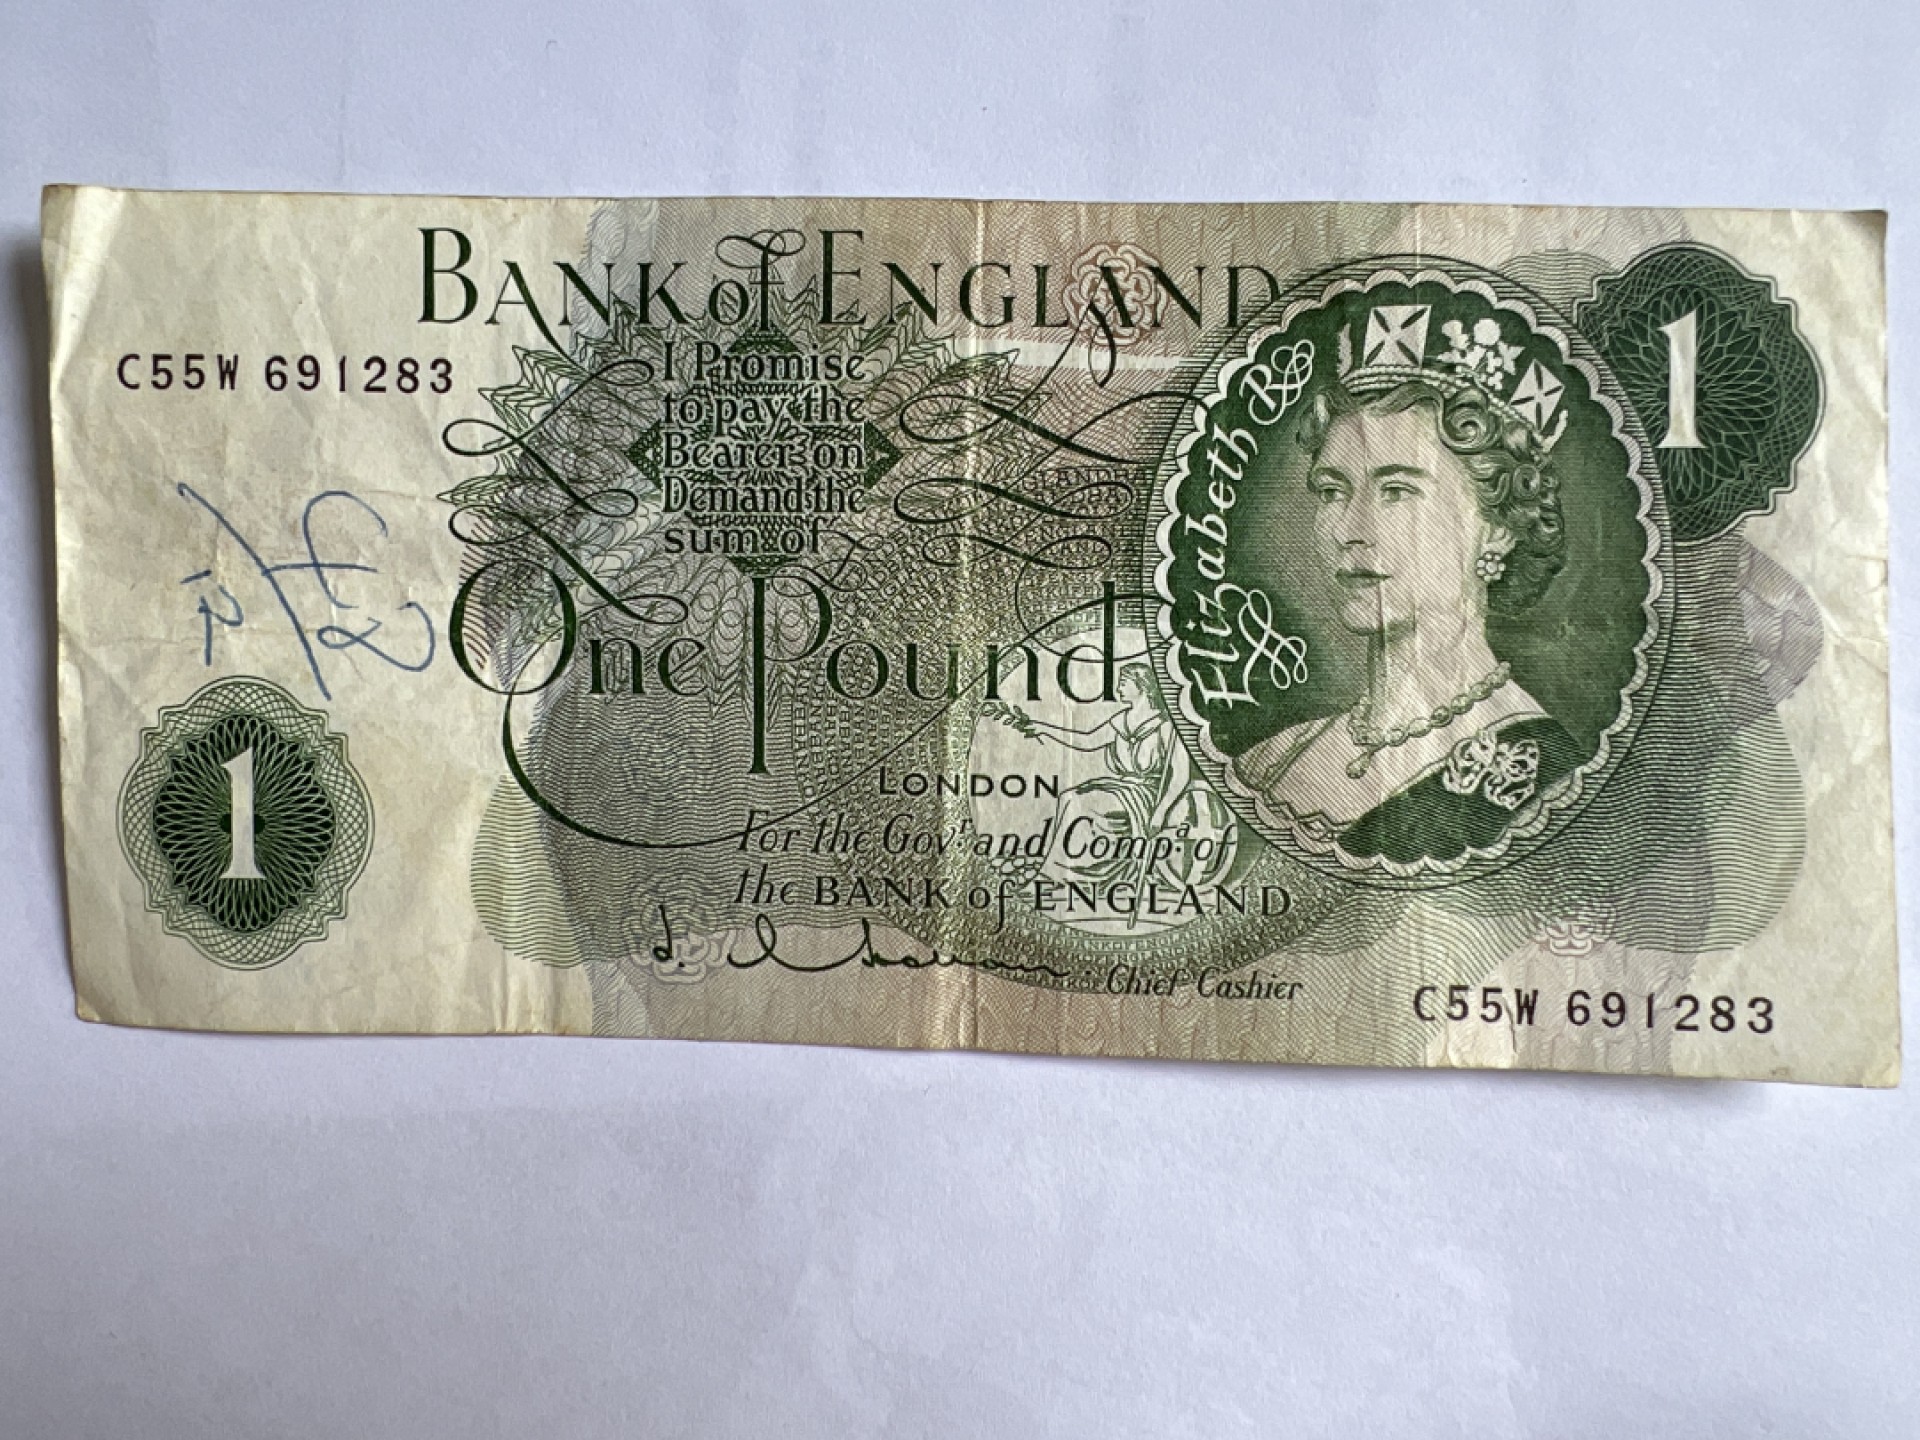 BANK of ENGLAND
C55W 691283
I Promise
to pay the
Bearer on
Demand the
sum of
One Pound
LONDON
For the Govr. and Compa. of
the BANK of ENGLAND
Chief Cashier
Elizabeth R
1
1
C55W 691283